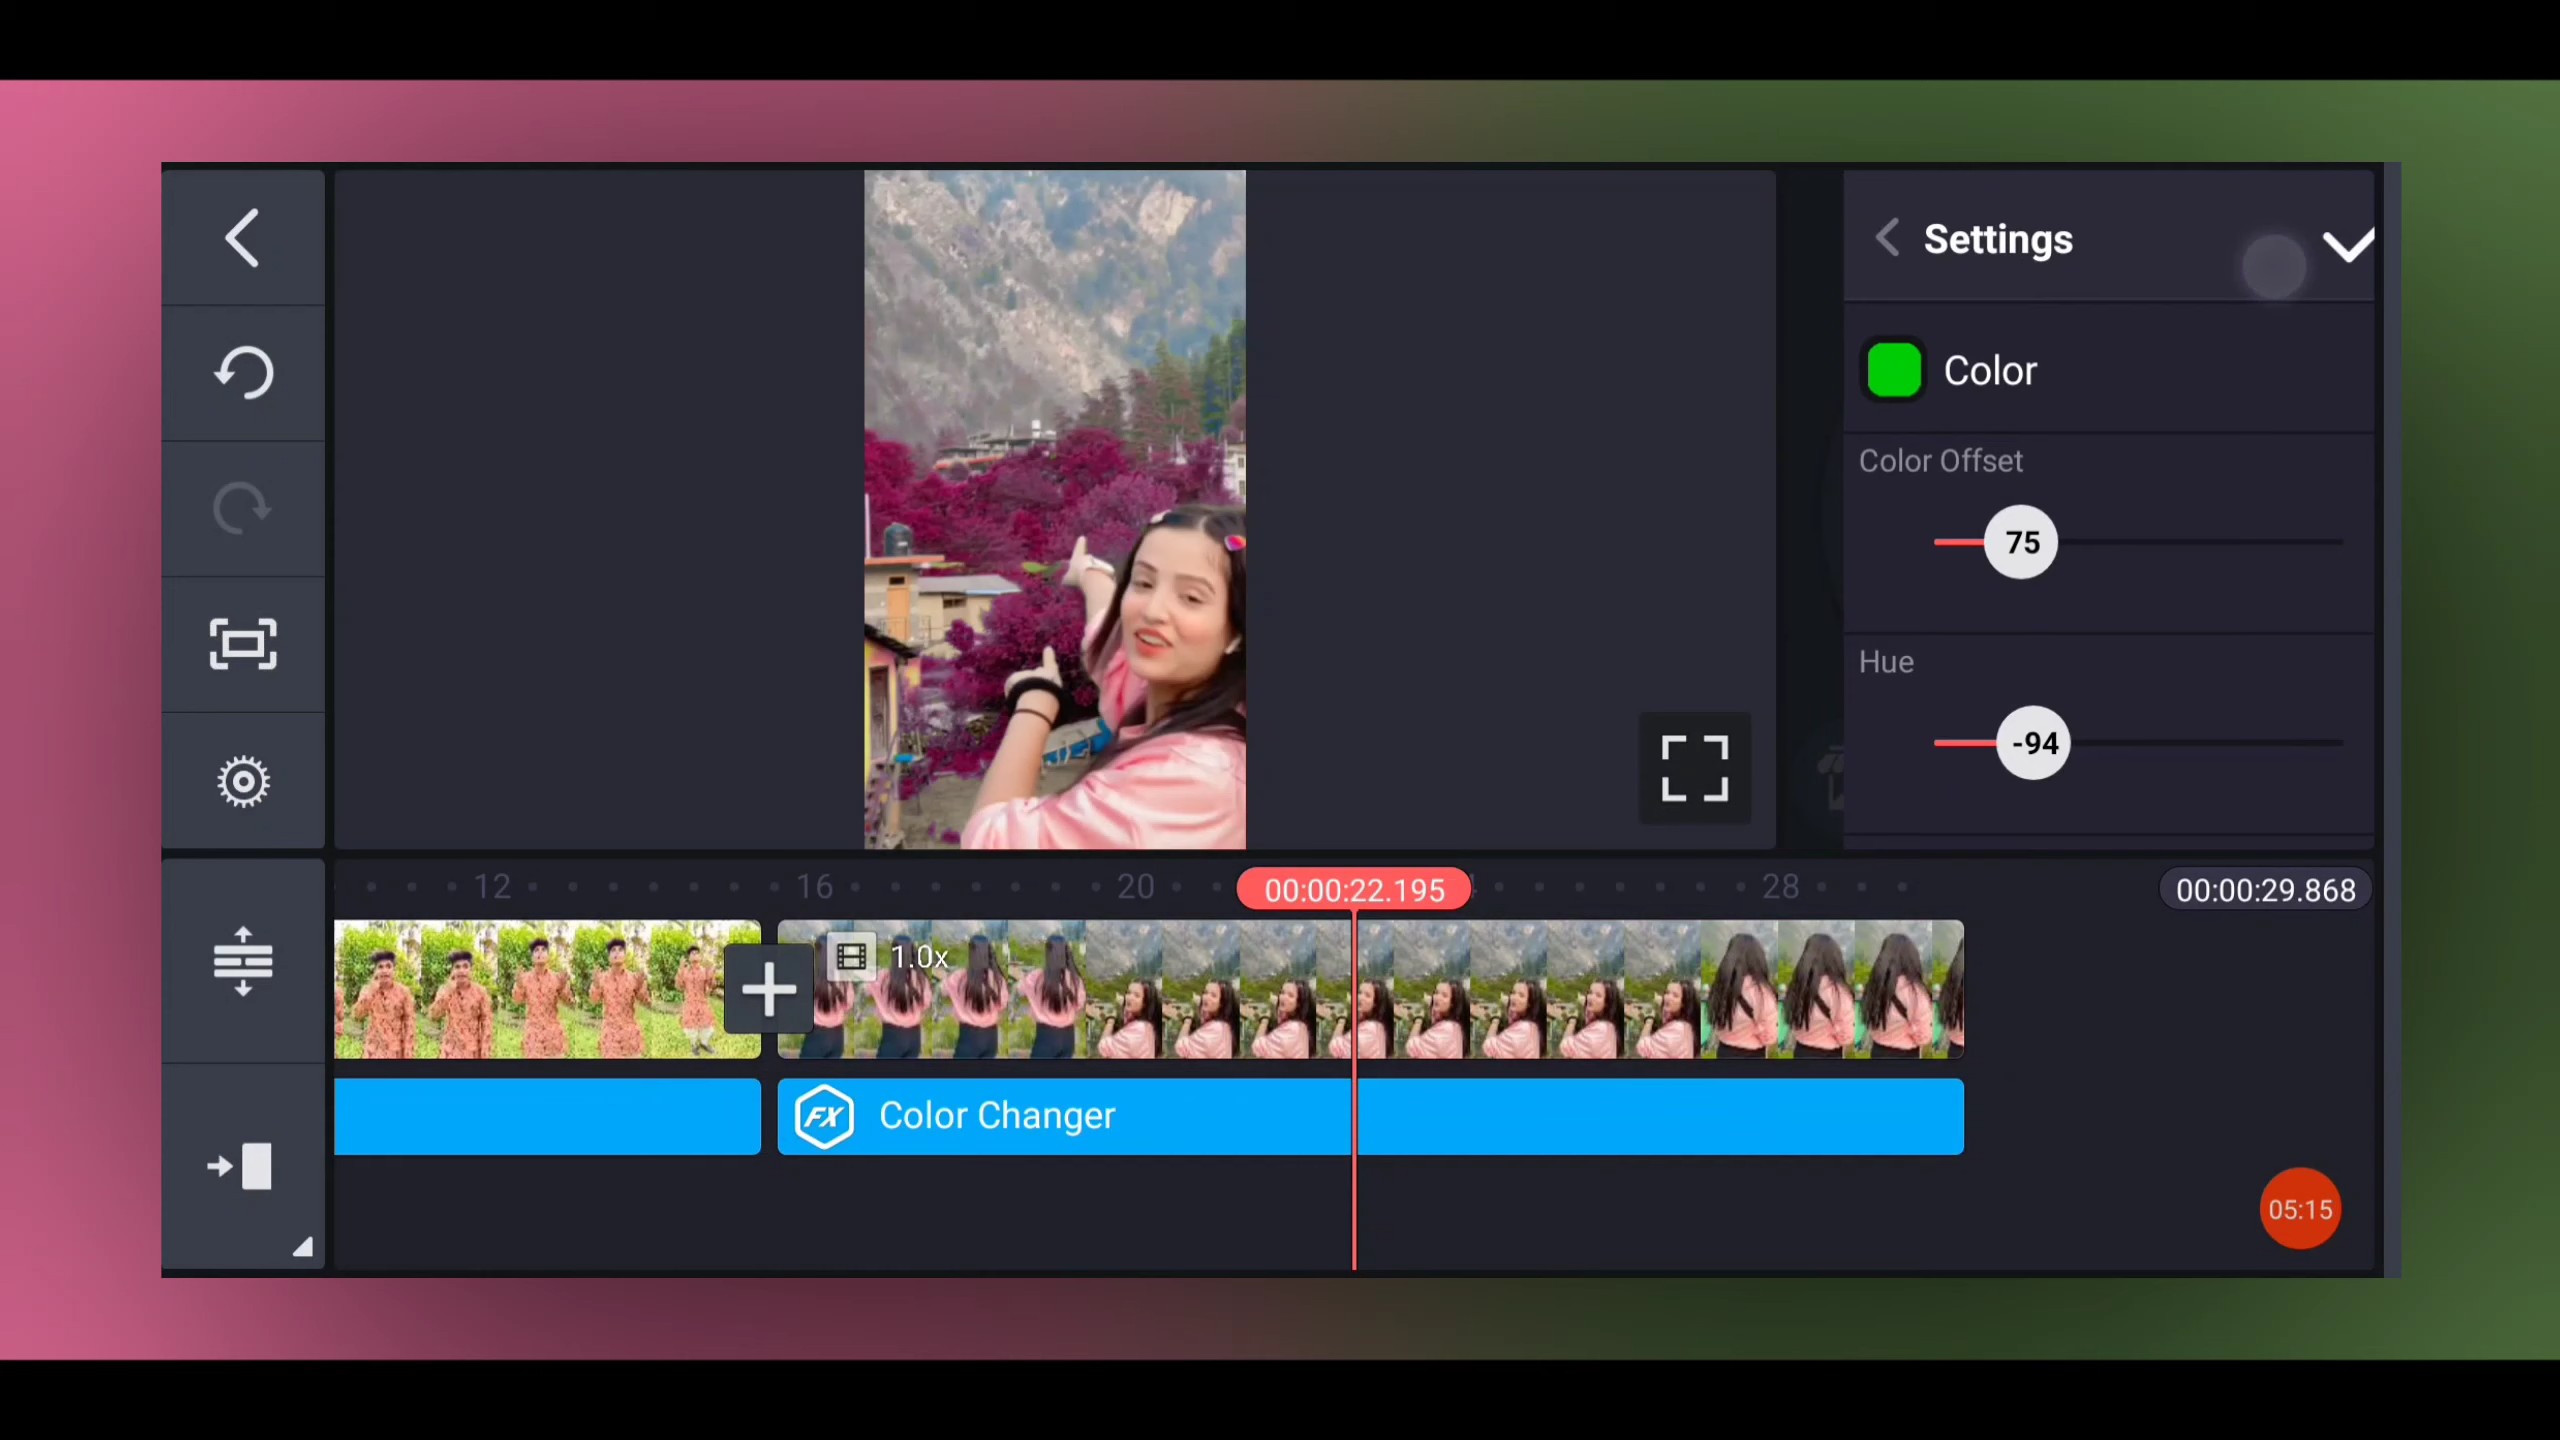 Settings
Color
Color Offset
75
Hue
-94
12
16
20
00:00:22.195
28
00:00:29.868
1.0x
FX
Color Changer
05:15